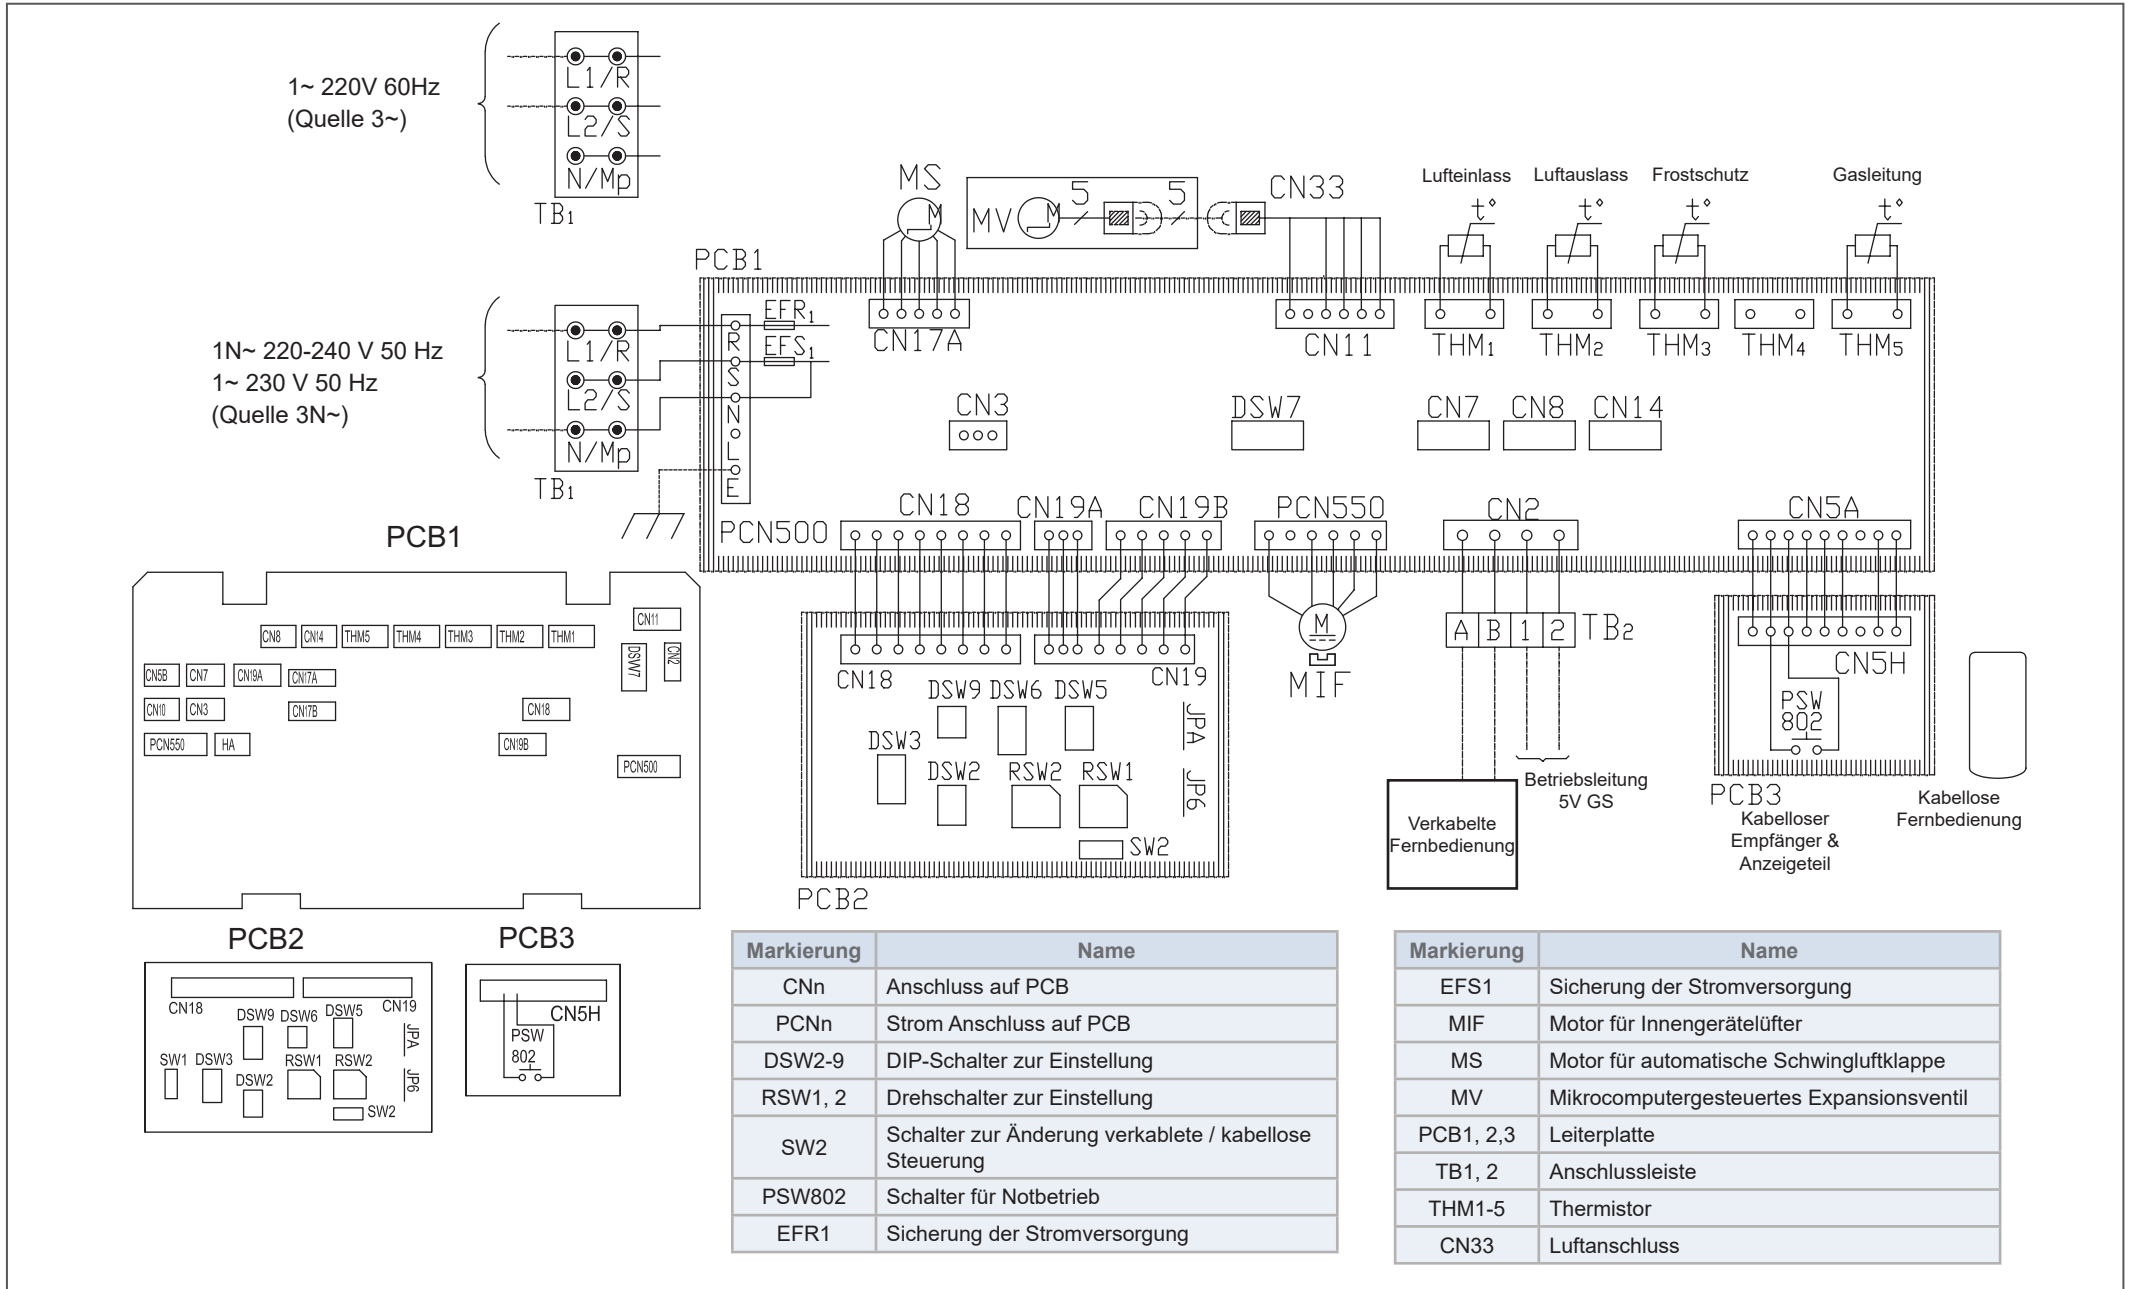 1~ 220V 60Hz
(Quelle 3~)
L1/R
L2/S
N/Mp
TB1
1N~ 220-240 V 50 Hz
1~ 230 V 50 Hz
(Quelle 3N~)
L1/R
L2/S
N/Mp
TB1
MS
MV
M
M
5
5
CN33
Lufteinlass
Luftauslass
Frostschutz
Gasleitung
t°
t°
t°
t°
PCB1
R
S
N
L
E
EFR1
EFS1
CN17A
CN11
THM1
THM2
THM3
THM4
THM5
CN3
DSW7
CN7
CN8
CN14
PCN500
CN18
CN19A
CN19B
PCN550
CN2
CN5A
CN18
CN19
DSW9
DSW6
DSW5
JPA
DSW3
DSW2
RSW2
RSW1
JP6
SW2
PCB2
M
MIF
A
B
1
2
TB2
Verkabelte
Fernbedienung
Betriebsleitung
5V GS
CN5H
PSW
802
PCB3
Kabelloser
Empfänger &
Anzeigeteil
Kabellose
Fernbedienung
PCB1
CN11
CN8
CN14
THM5
THM4
THM3
THM2
THM1
DSW7
CN2
CN5B
CN7
CN19A
CN17A
CN10
CN3
CN17B
CN18
PCN550
HA
CN19B
PCN500
PCB2
CN18
CN19
DSW9
DSW6
DSW5
JPA
SW1
DSW3
DSW2
RSW1
RSW2
JP6
SW2
PCB3
CN5H
PSW
802
Markierung Name
CNn Anschluss auf PCB
PCNn Strom Anschluss auf PCB
DSW2-9 DIP-Schalter zur Einstellung
RSW1, 2 Drehschalter zur Einstellung
SW2 Schalter zur Änderung verkablete / kabellose
Steuerung
PSW802 Schalter für Notbetrieb
EFR1 Sicherung der Stromversorgung
Markierung Name
EFS1 Sicherung der Stromversorgung
MIF Motor für Innengerätelüfter
MS Motor für automatische Schwingluftklappe
MV Mikrocomputergesteuertes Expansionsventil
PCB1, 2,3 Leiterplatte
TB1, 2 Anschlussleiste
THM1-5 Thermistor
CN33 Luftanschluss